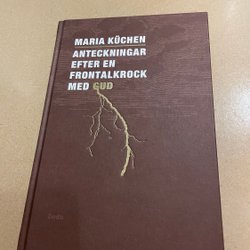 MARIA KÜCHEN
ANTECKNINGAR
EFTER EN
FRONTALKROCK
MED GUD